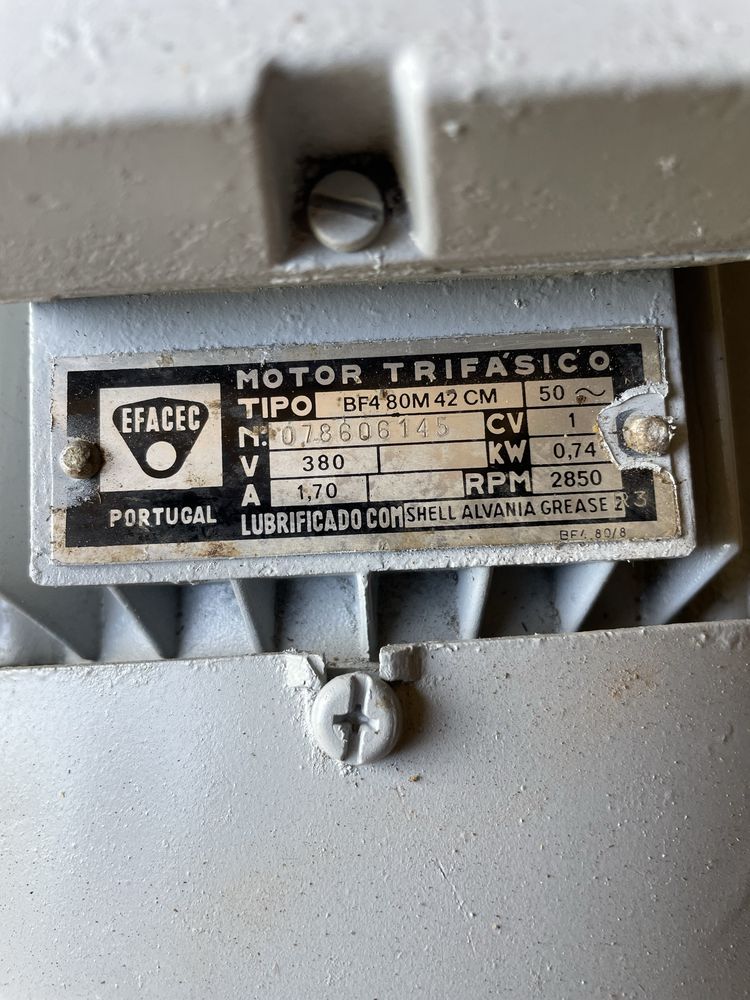 MOTOR TRIFÁSICO
EFACEC
PORTUGAL
TIPO BF4 80M 42 CM 50 ~
N. 078606145 CV 1
V 380 KW 0,74
A 1,70 RPM 2850
LUBRIFICADO COM SHELL ALVANIA GREASE 2
BF4 80/8